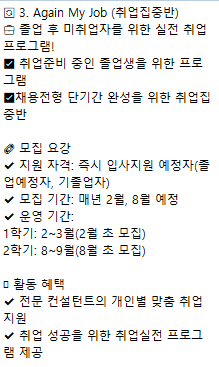 🔄 3. Again My Job (취업집중반)
💼 졸업 후 미취업자를 위한 실전 취업
프로그램!
☑ 취업준비 중인 졸업생을 위한 프로
그램
☑채용전형 단기간 완성을 위한 취업집
중반

📣 모집 요강
✔ 지원 자격: 즉시 입사지원 예정자(졸
업예정자, 기졸업자)
✔ 모집 기간: 매년 2월, 8월 예정
✔ 운영 기간:
1학기: 2~3월(2월 초 모집)
2학기: 8~9월(8월 초 모집)

▯ 활동 혜택
✔ 전문 컨설턴트의 개인별 맞춤 취업
지원
✔ 취업 성공을 위한 취업실전 프로그
램 제공